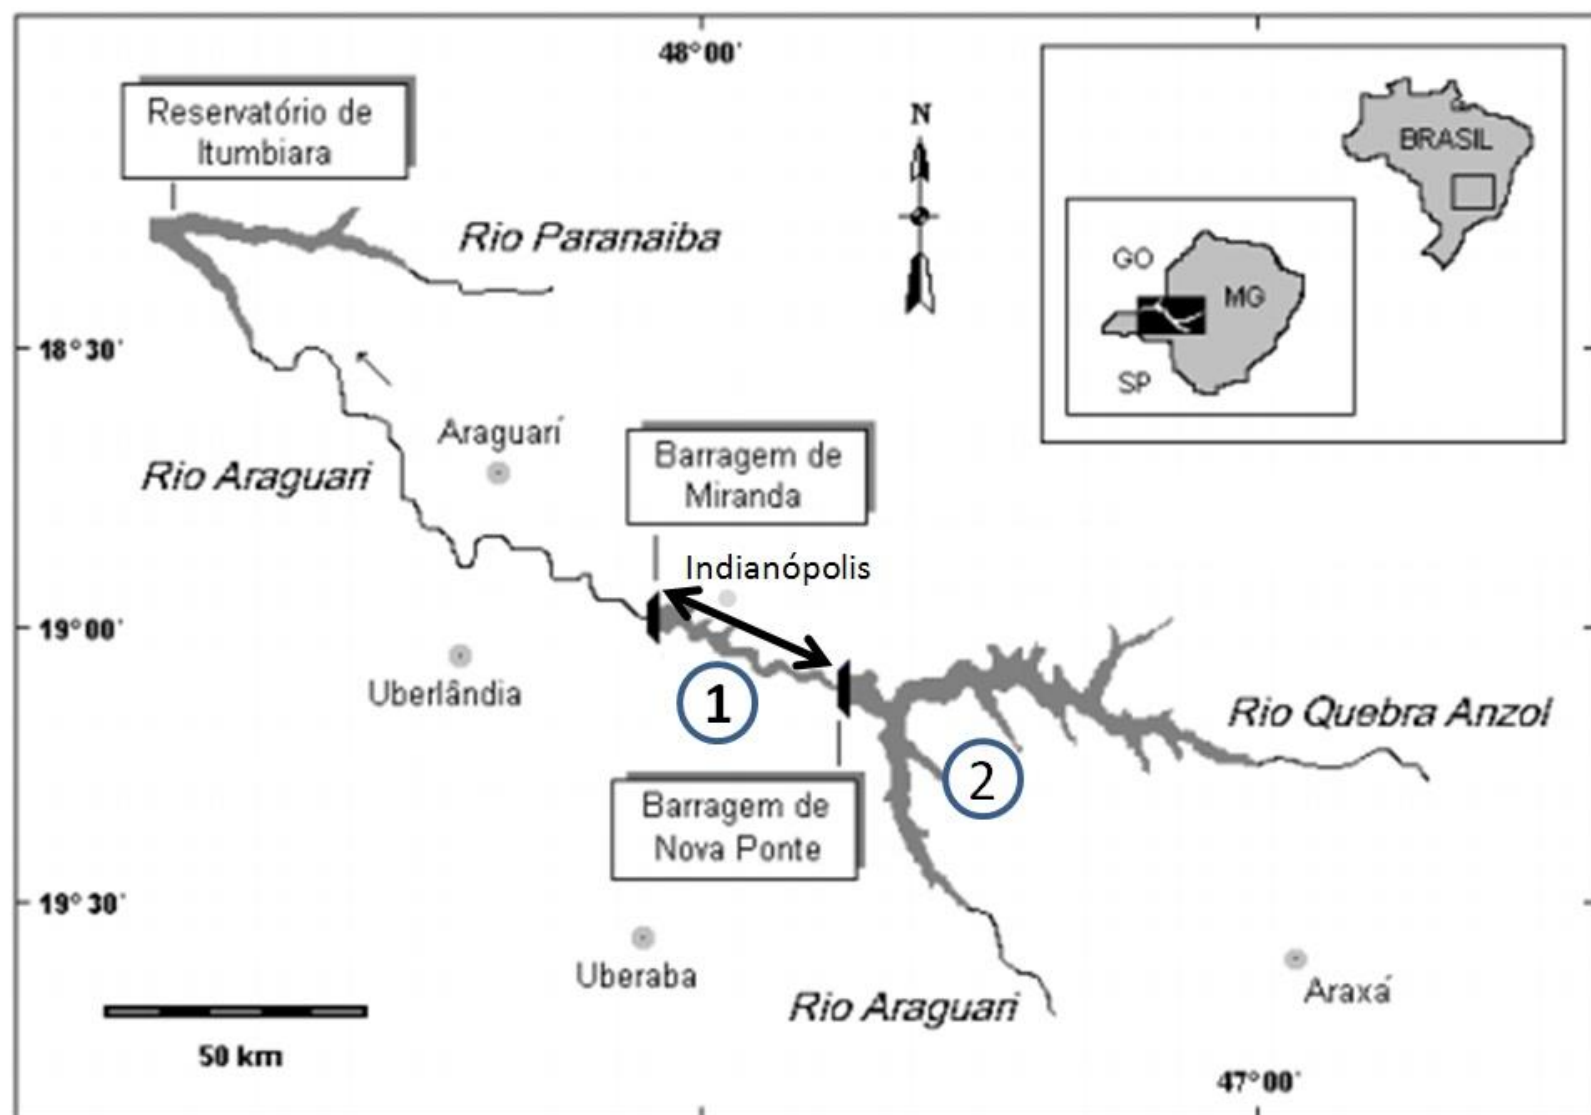 48°00'
Reservatório de
Itumbiara
N
BRASIL
Rio Paranaiba
GO
MG
SP
18°30'
Araguarí
Rio Araguari
Barragem de
Miranda
Indianópolis
19°00'
Uberlândia
1
Rio Quebra Anzol
2
Barragem de
Nova Ponte
19°30'
Uberaba
Rio Araguari
Araxá
50 km
47°00'